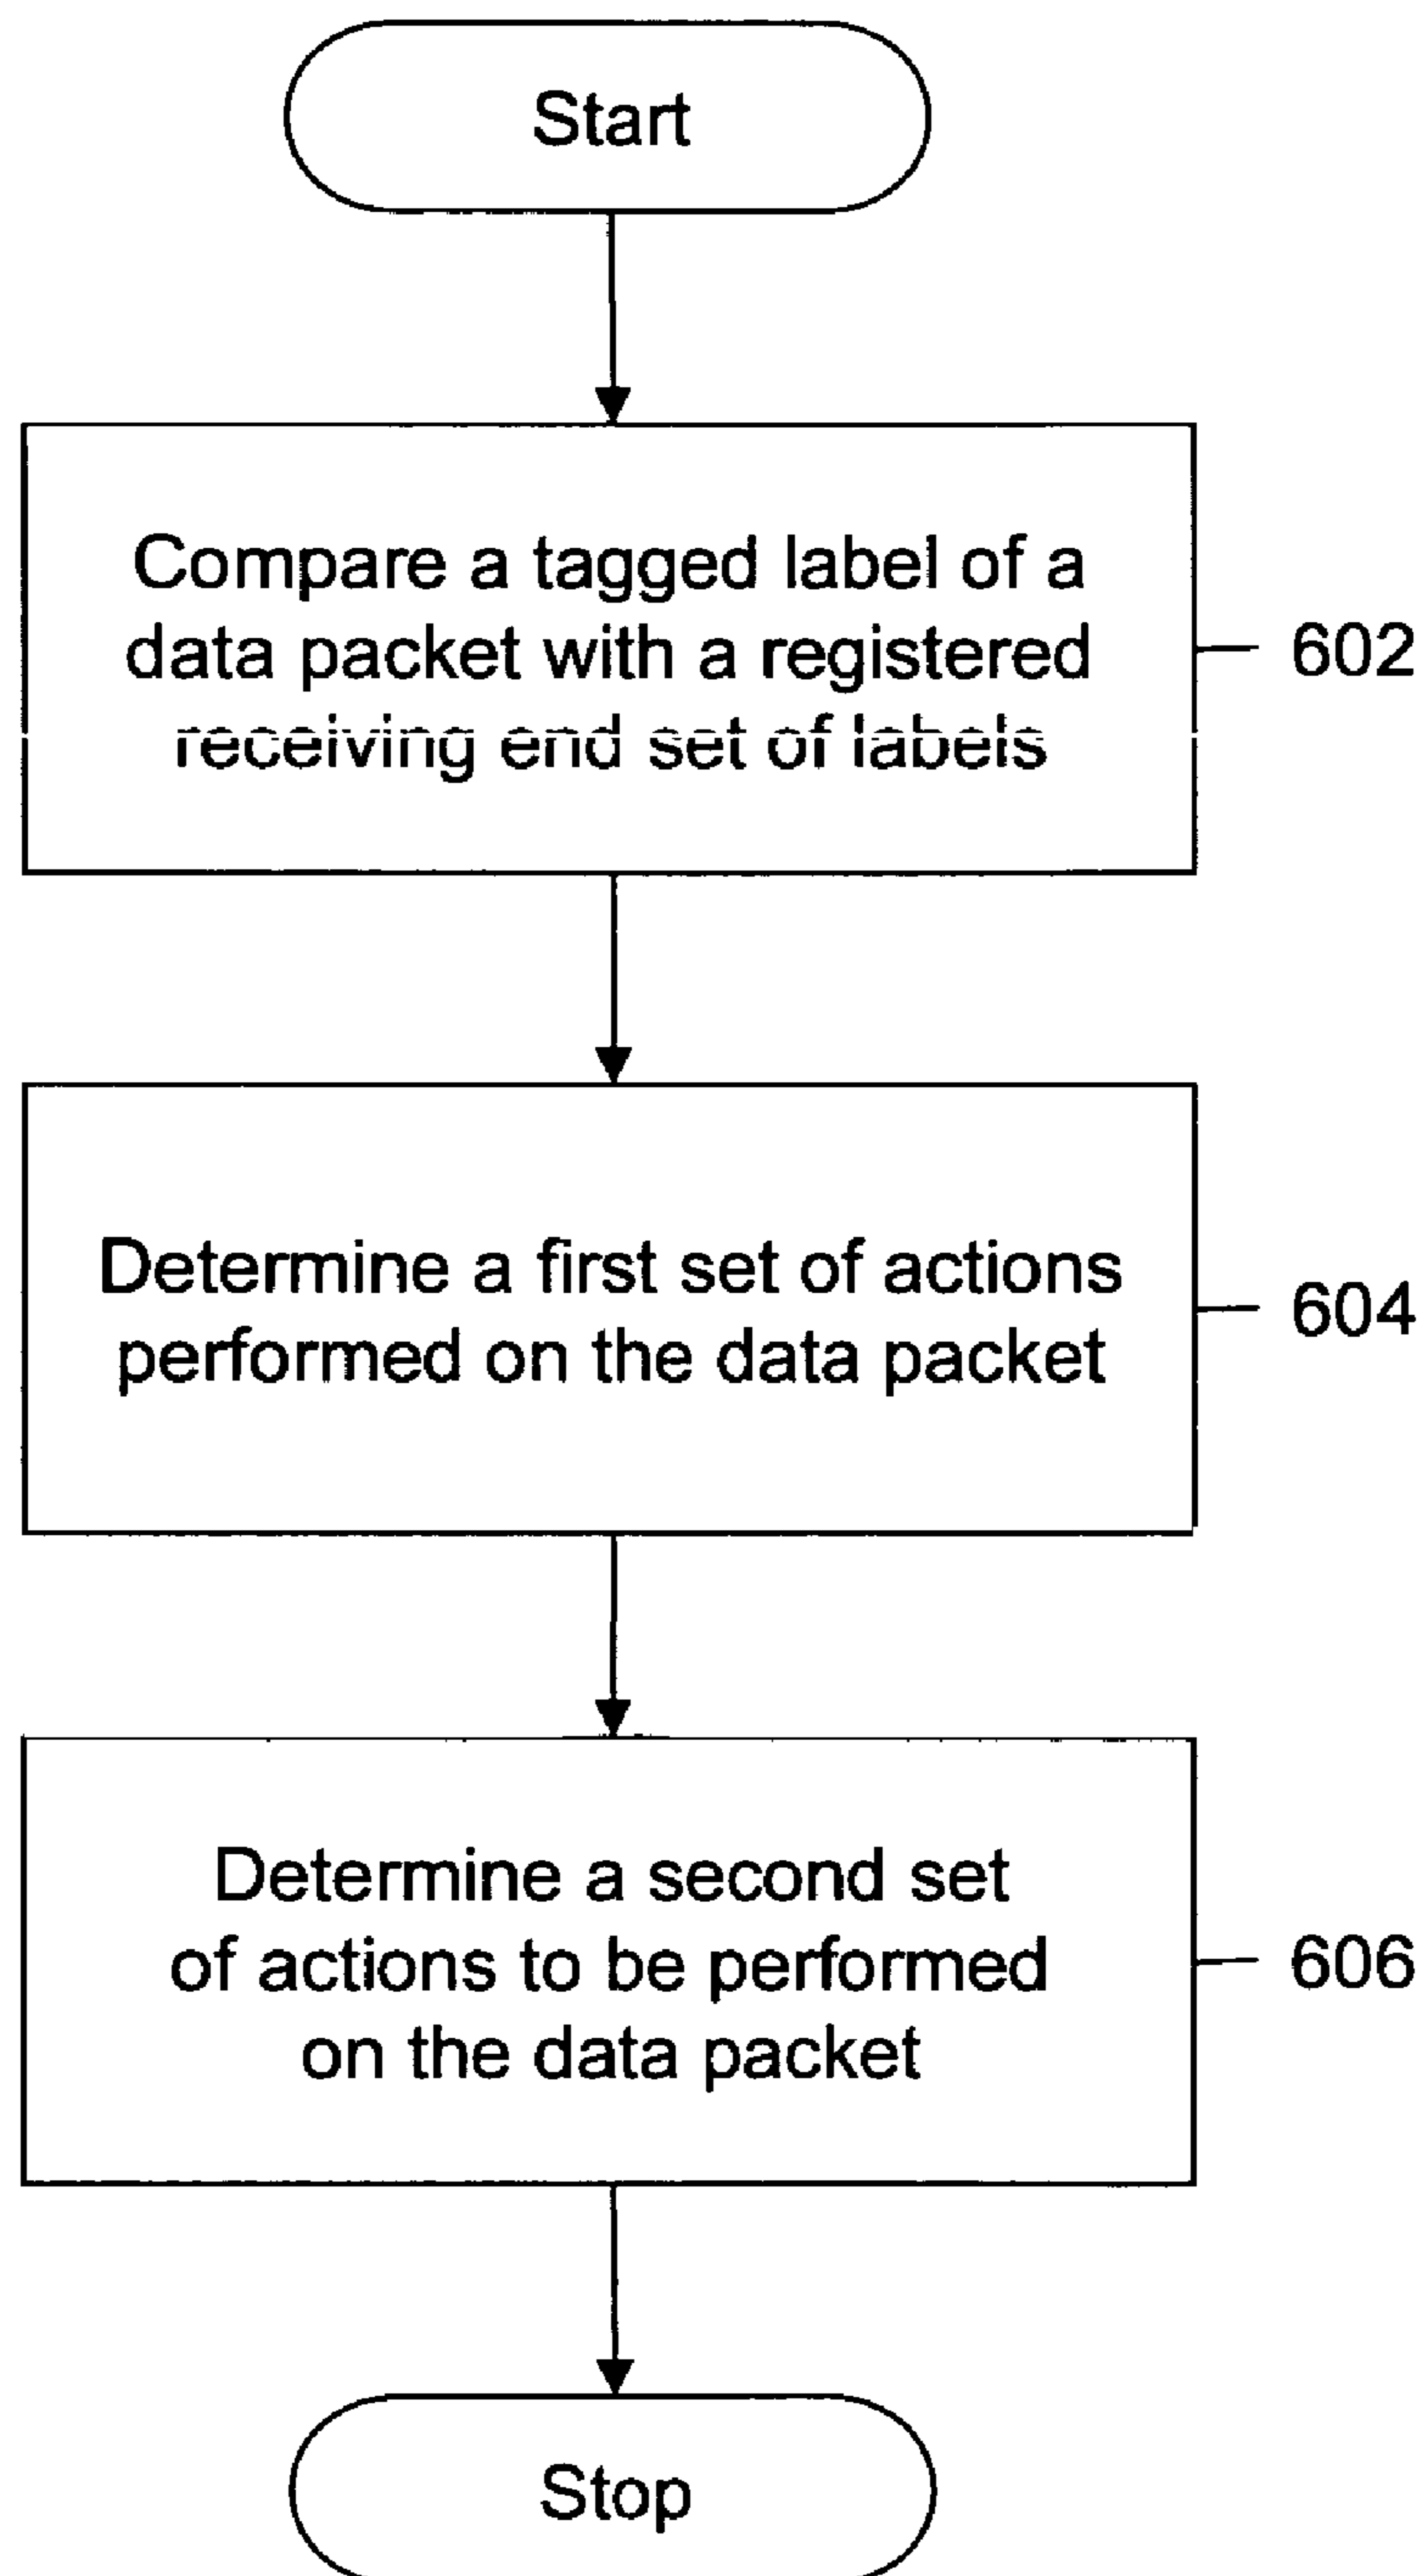 Start
Compare a tagged label of a
data packet with a registered
receiving end set of labels
602
Determine a first set of actions
performed on the data packet
604
Determine a second set
of actions to be performed
on the data packet
606
Stop